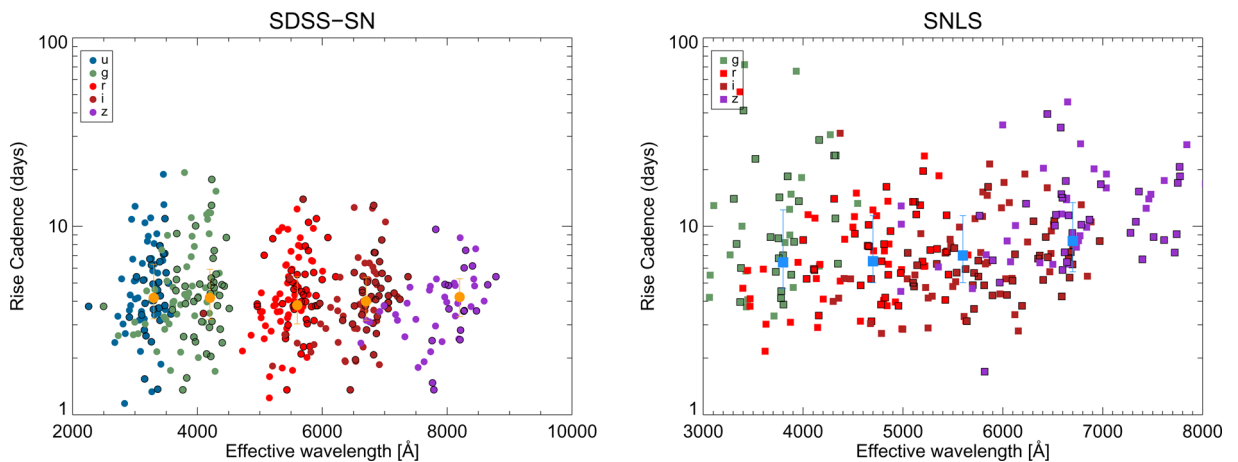 SDSS−SN
100
10
1
Rise Cadence (days)
u
g
r
i
z
2000
4000
6000
8000
10000
Effective wavelength [Å]
SNLS
100
10
1
Rise Cadence (days)
g
r
i
z
3000
4000
5000
6000
7000
8000
Effective wavelength [Å]